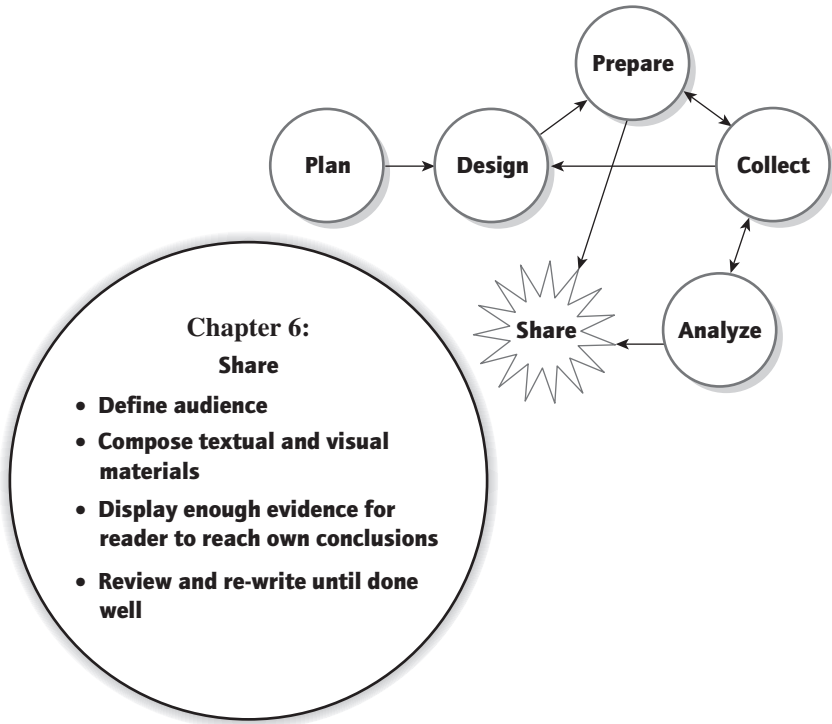 Prepare
Plan
Design
Collect
Share
Analyze
Chapter 6:
Share
• Define audience
• Compose textual and visual
materials
• Display enough evidence for
reader to reach own conclusions
• Review and re-write until done
well